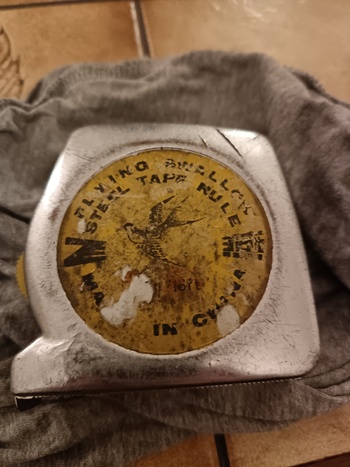 FLYING SWALLOW
STEEL TAPE RULE
IN CHINA